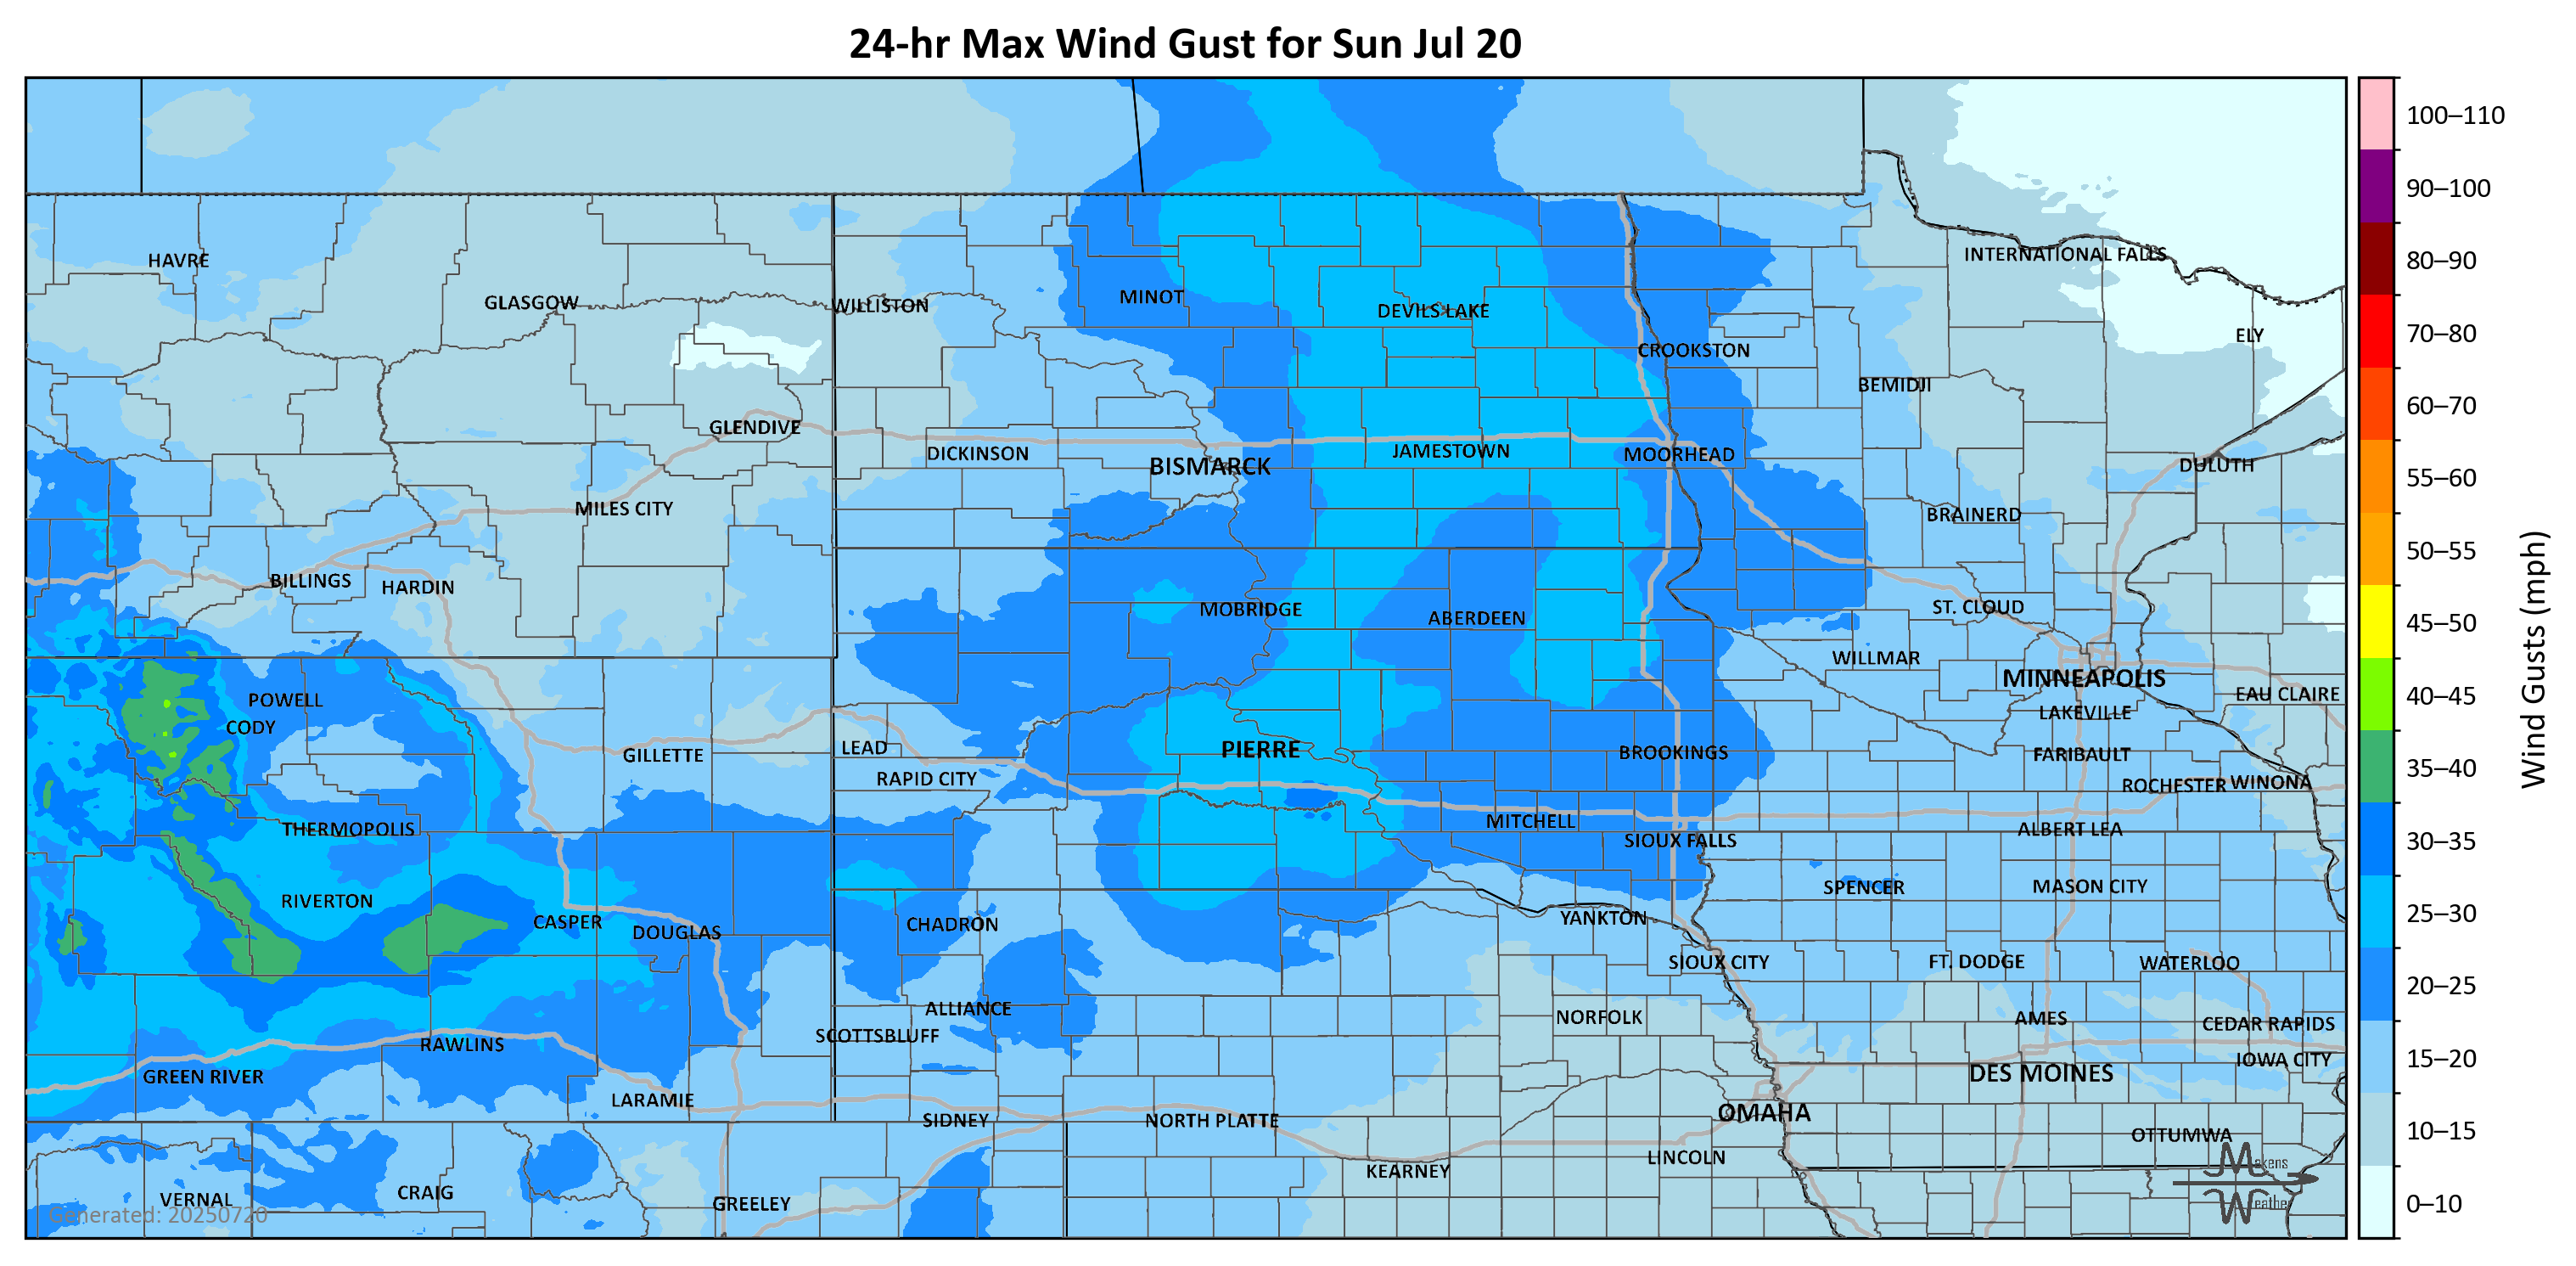 24-hr Max Wind Gust for Sun Jul 20
100–110
90–100
80–90
70–80
60–70
55–60
50–55
45–50
40–45
35–40
30–35
25–30
20–25
15–20
10–15
0–10
Wind Gusts (mph)
HAVRE
INTERNATIONAL FALLS
GLASGOW
WILLISTON
MINOT
DEVILS LAKE
ELY
CROOKSTON
BEMIDJI
GLENDIVE
DICKINSON
BISMARCK
JAMESTOWN
MOORHEAD
DULUTH
MILES CITY
BRAINERD
BILLINGS
HARDIN
MOBRIDGE
ABERDEEN
ST. CLOUD
WILLMAR
MINNEAPOLIS
EAU CLAIRE
POWELL
CODY
LAKEVILLE
GILLETTE
LEAD
PIERRE
BROOKINGS
FARIBAULT
RAPID CITY
ROCHESTER
WINONA
THERMOPOLIS
MITCHELL
SIOUX FALLS
ALBERT LEA
RIVERTON
SPENCER
MASON CITY
CASPER
DOUGLAS
CHADRON
YANKTON
SIOUX CITY
FT. DODGE
WATERLOO
ALLIANCE
NORFOLK
AMES
CEDAR RAPIDS
SCOTTSBLUFF
RAWLINS
IOWA CITY
GREEN RIVER
DES MOINES
LARAMIE
SIDNEY
NORTH PLATTE
OMAHA
OTTUMWA
KEARNEY
LINCOLN
VERNAL
CRAIG
GREELEY
Generated: 20250720
Makens
Weather